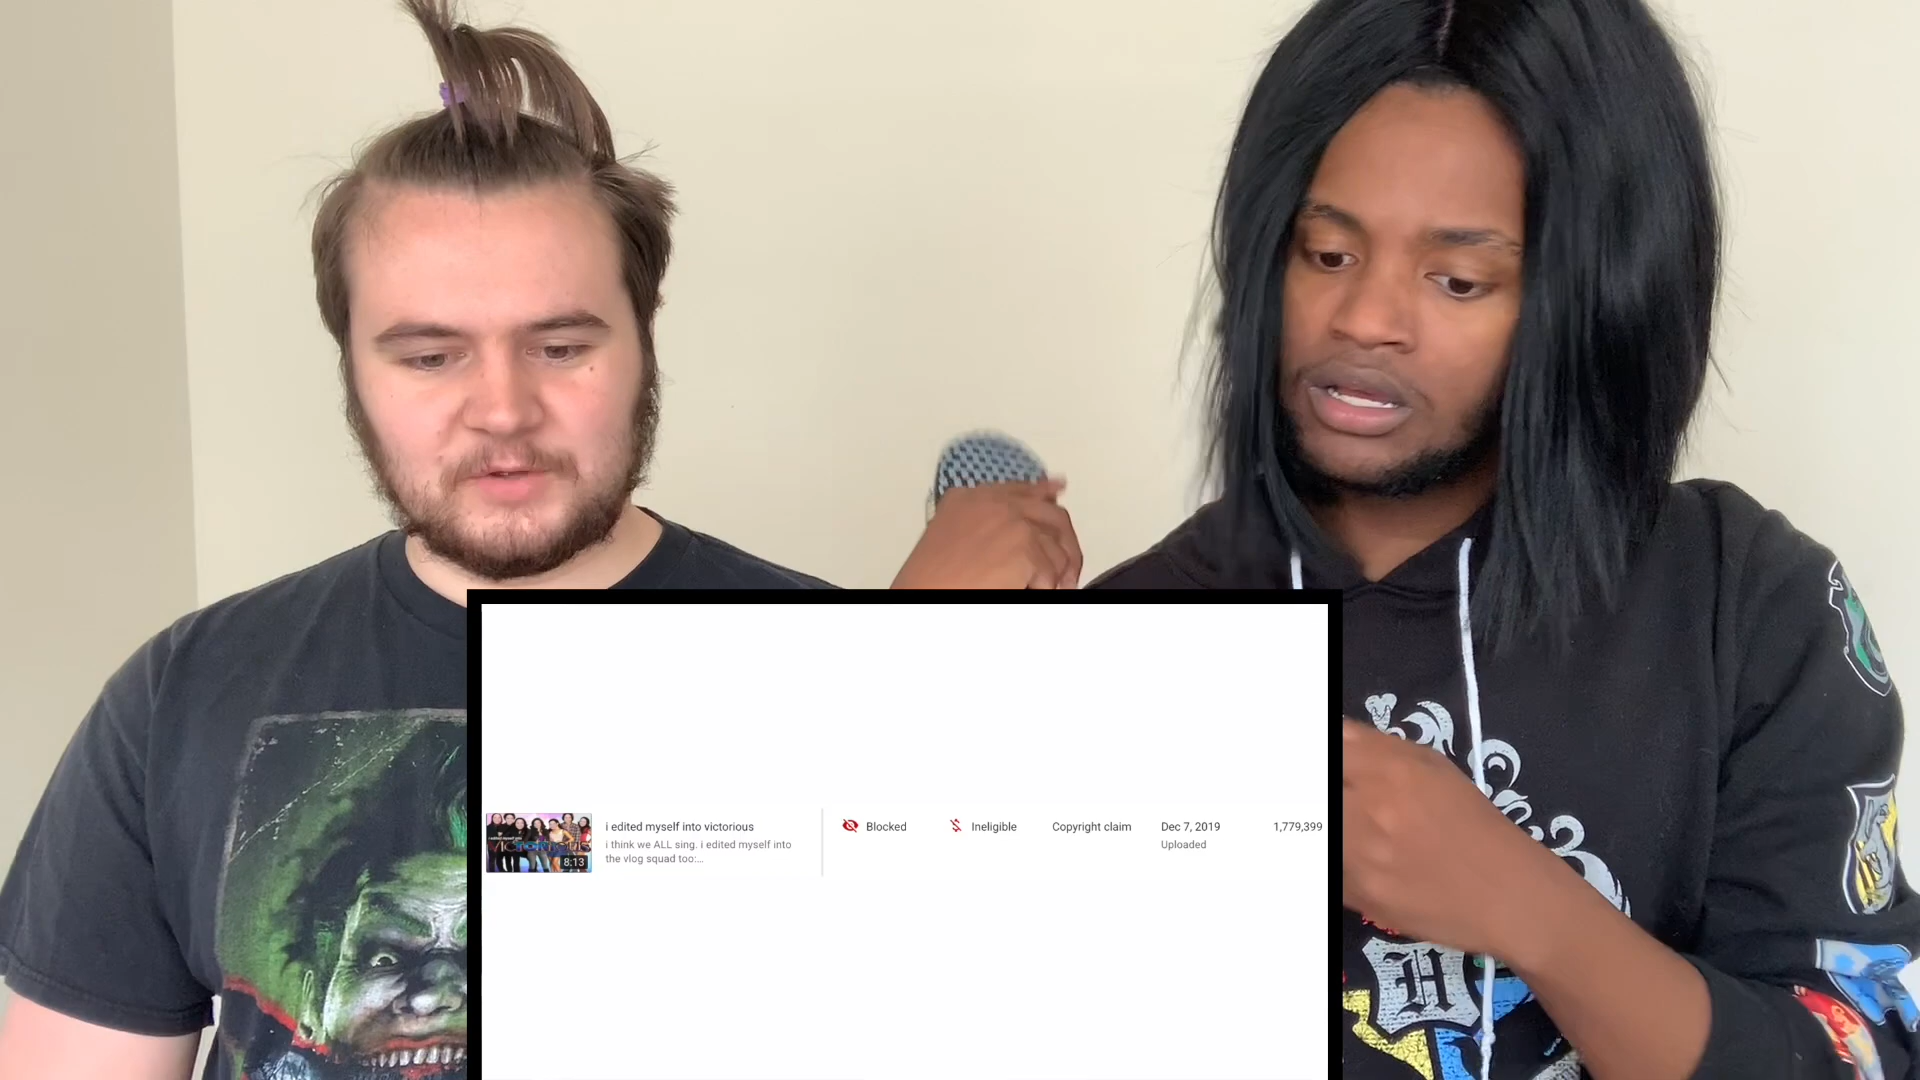 i edited myself into victorious
i think we ALL sing. i edited myself into
the vlog squad too:...
8:13
Blocked
Ineligible
Copyright claim
Dec 7, 2019
Uploaded
1,779,399
H